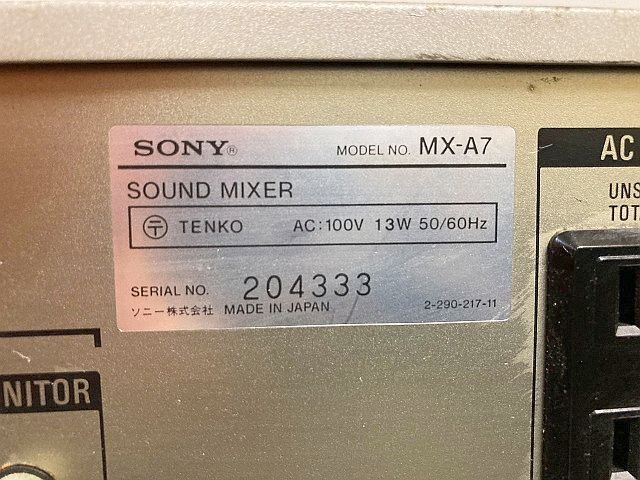 SONY®
MODEL NO. MX-A7
SOUND MIXER
〒 TENKO AC:100V 13W 50/60Hz
SERIAL NO. 204333
ソニー株式会社 MADE IN JAPAN 2-290-217-11
AC
UNS
TOT
NITOR